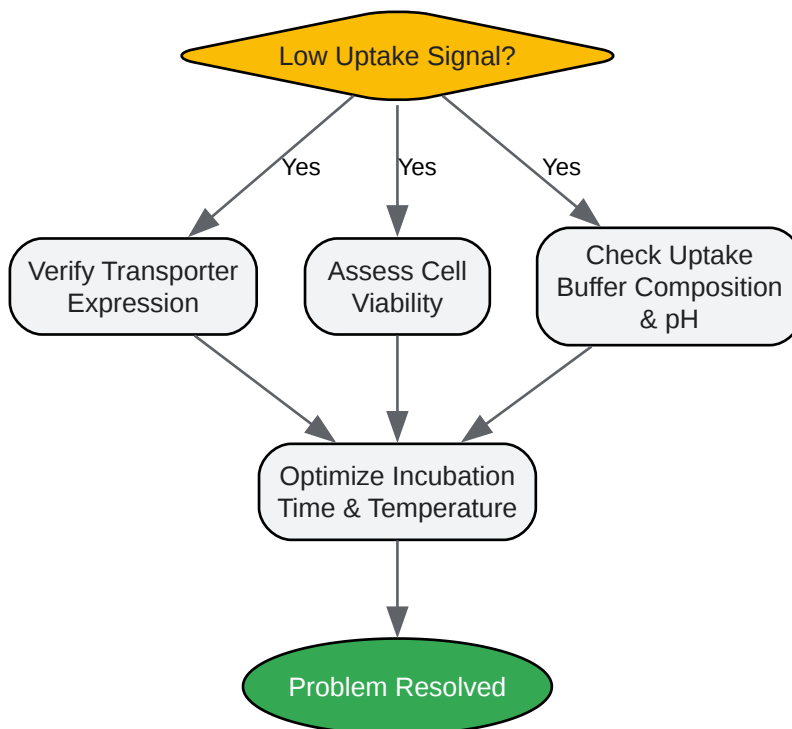 Low Uptake Signal?
Yes
Yes
Yes
Verify Transporter
Expression
Assess Cell
Viability
Check Uptake
Buffer Composition
& pH
Optimize Incubation
Time & Temperature
Problem Resolved